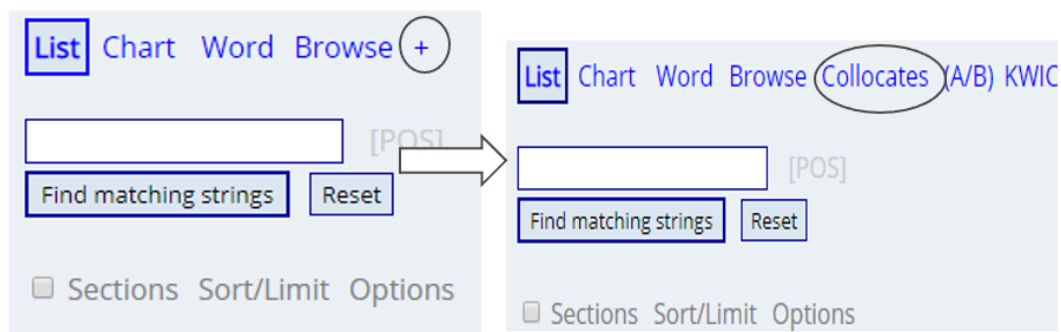 List Chart Word Browse +
[POS]
Find matching strings Reset
Sections Sort/Limit Options
List Chart Word Browse Collocates (A/B) KWIC
[POS]
Find matching strings Reset
Sections Sort/Limit Options